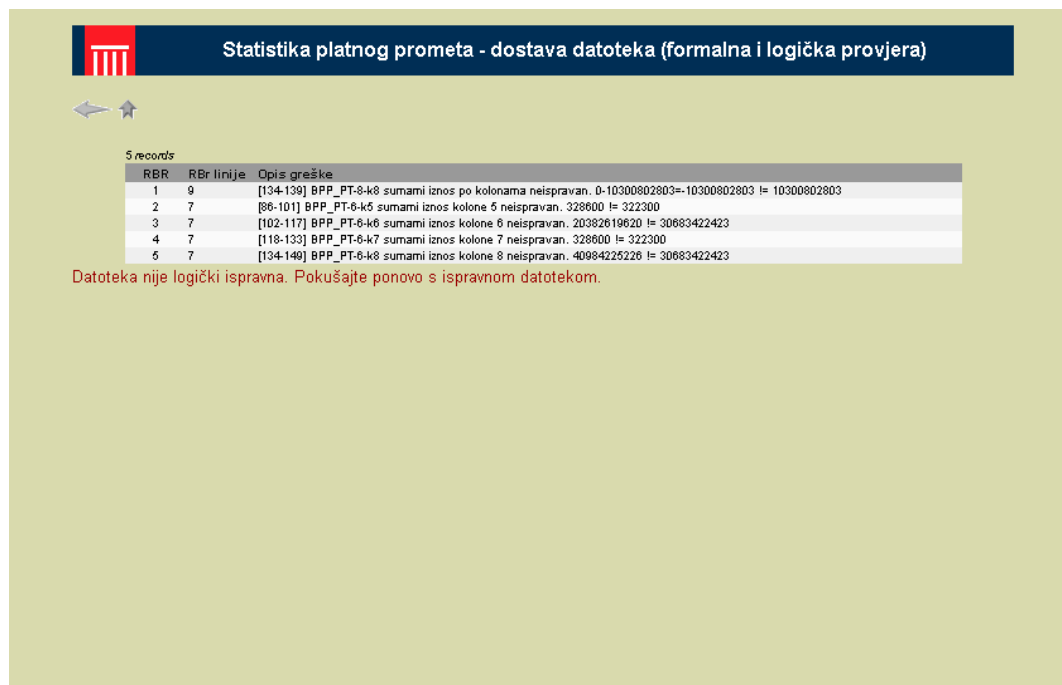 Statistika platnog prometa - dostava datoteka (formalna i logička provjera)
5 records
RBR RBr linije Opis greške
1 9 [134-139] BPP_PT-8-k8 sumarni iznos po kolonama neispravan. 0-10300802803=-10300802803 != 10300802803
2 7 [86-101] BPP_PT-6-k5 sumarni iznos kolone 5 neispravan. 328600 != 322300
3 7 [102-117] BPP_PT-6-k6 sumarni iznos kolone 6 neispravan. 20382619620 != 30683422423
4 7 [118-133] BPP_PT-6-k7 sumarni iznos kolone 7 neispravan. 328600 != 322300
5 7 [134-149] BPP_PT-6-k8 sumarni iznos kolone 8 neispravan. 40984225226 != 30683422423
Datoteka nije logički ispravna. Pokušajte ponovo s ispravnom datotekom.